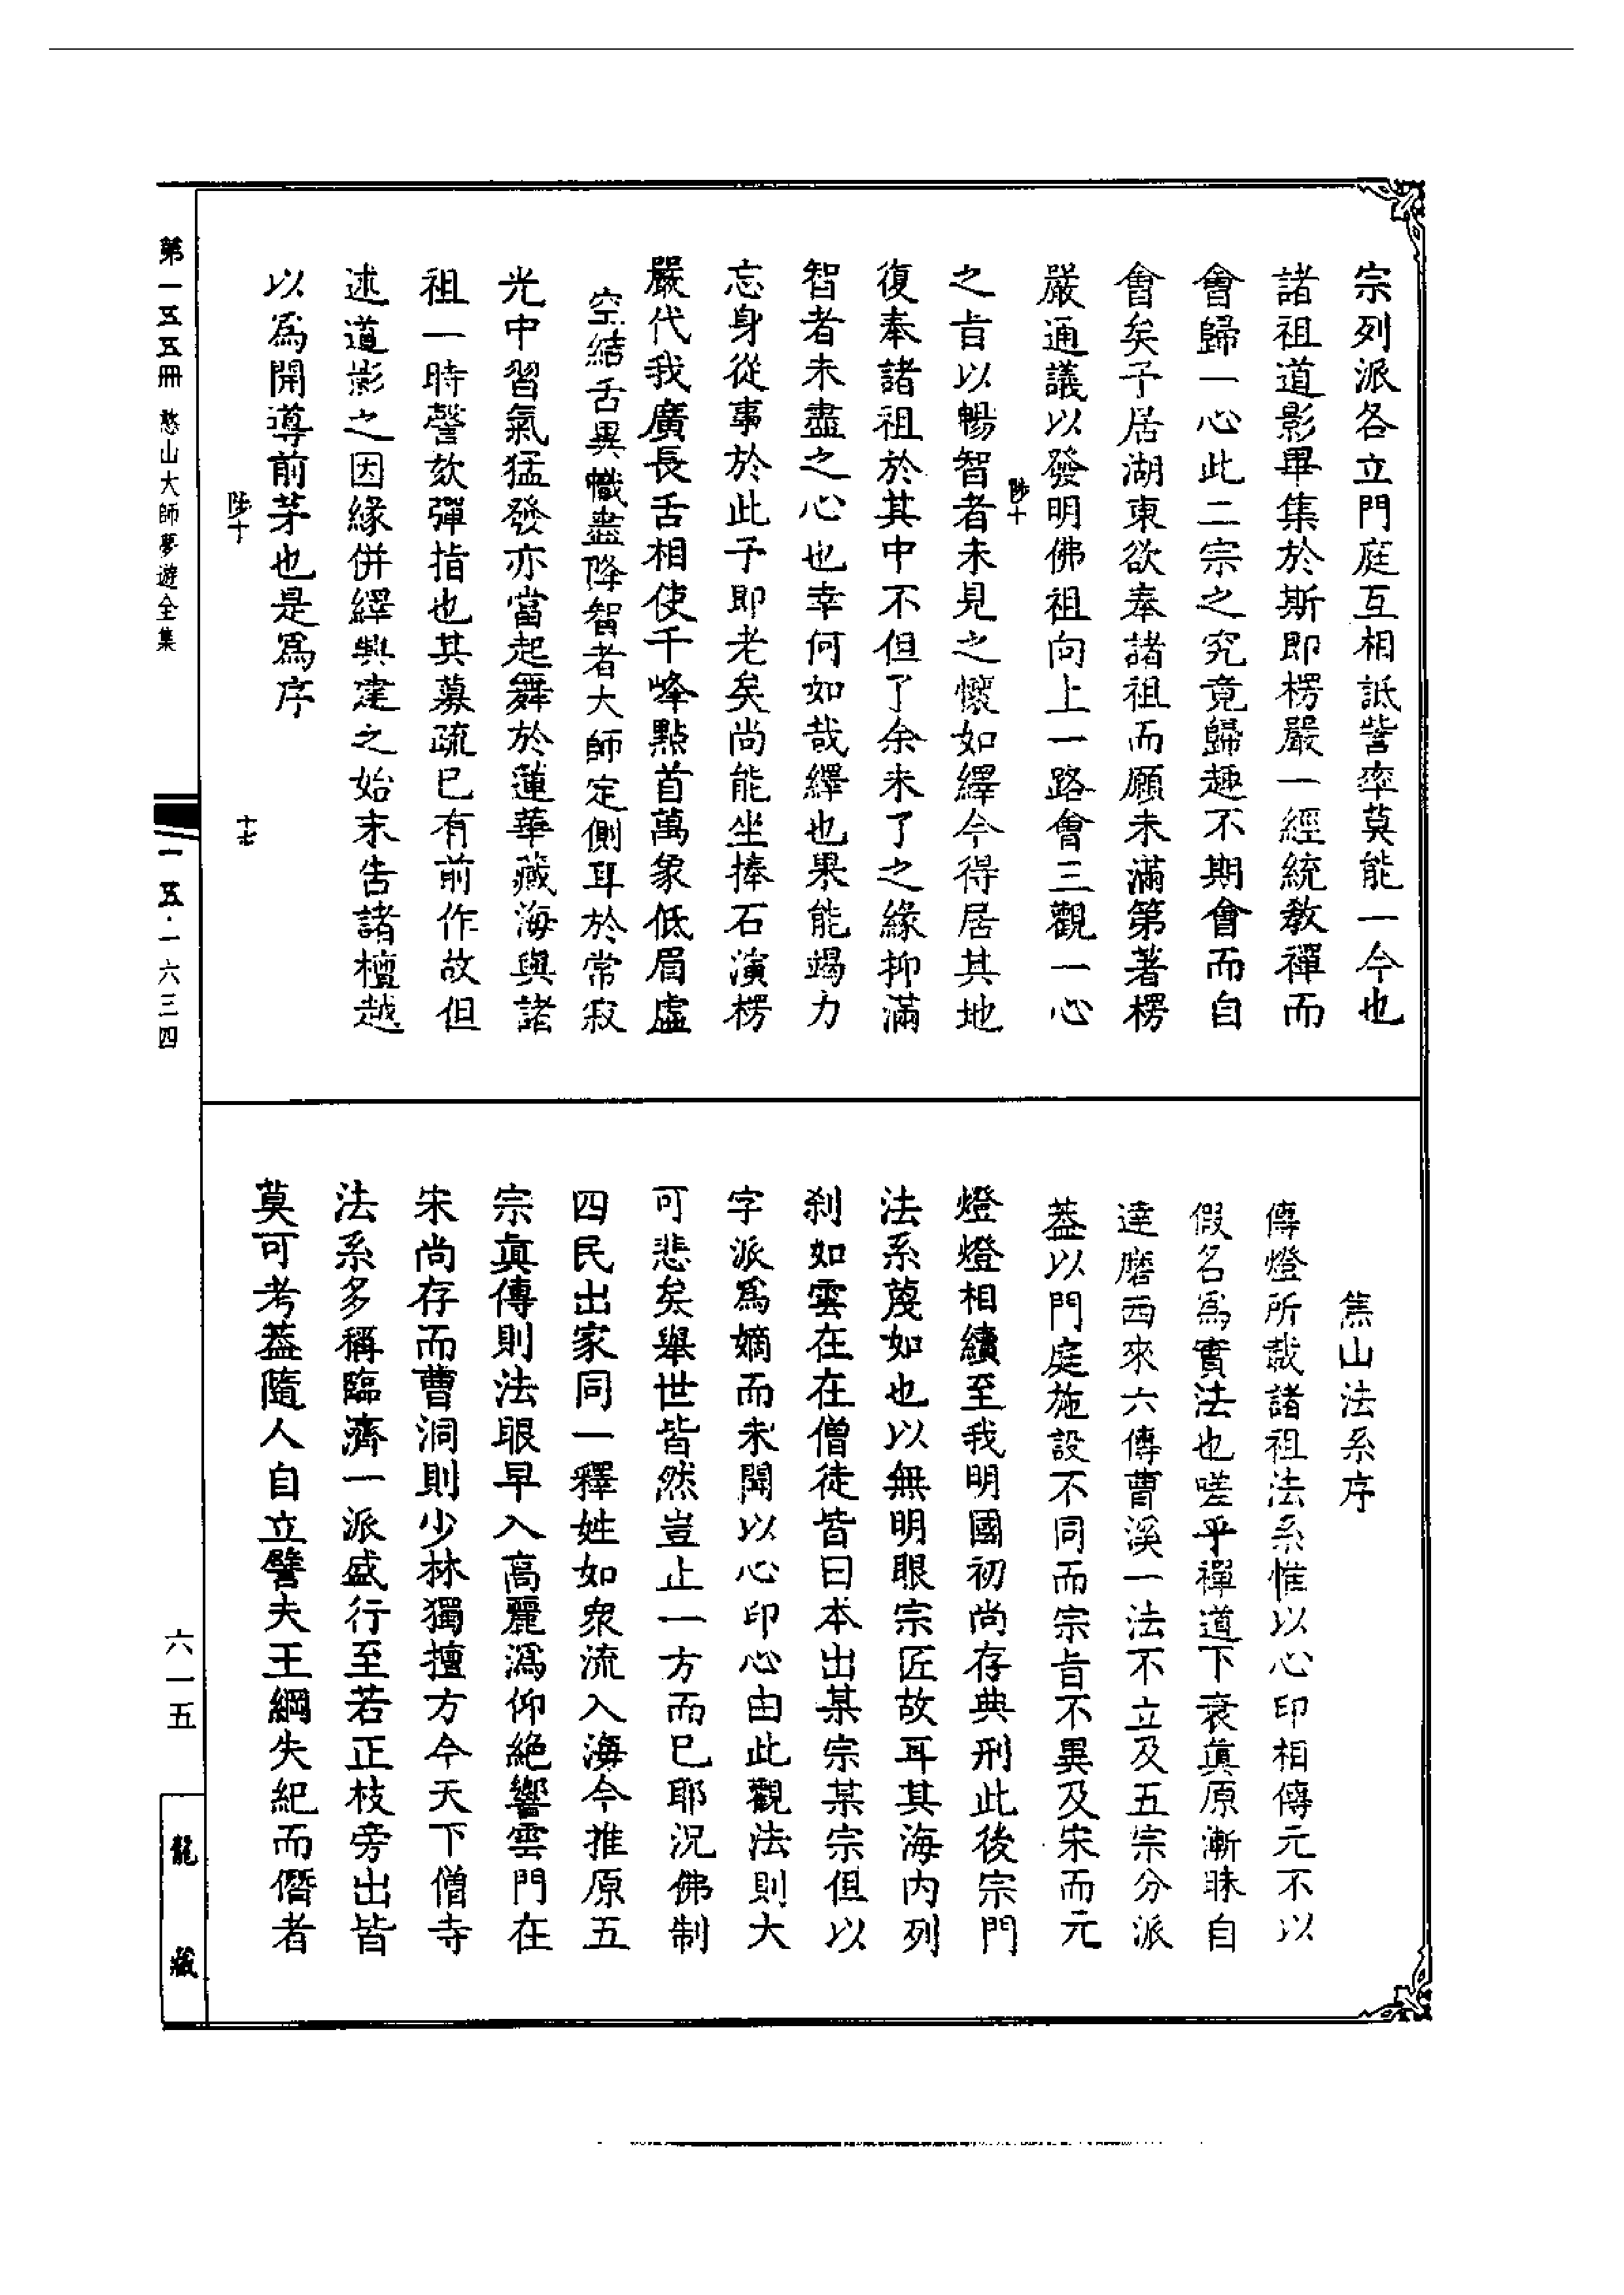 宗列派各立門庭互相詆訾率莫能一今也
諸祖道影畢集於斯即楞嚴一經統教禪而
會歸一心此二宗之究竟歸趣不期會而自
會矣予居湖東欲奉諸祖而願未滿第著楞
嚴通議以發明佛祖向上一路會三觀一心
陟十
之旨以暢智者未見之懷如繹今得居其地
復奉諸祖於其中不但了余未了之緣抑滿
智者未盡之心也幸何如哉繹也果能竭力
忘身從事於此予即老矣尚能坐捧石演楞
嚴代我廣長舌相使千峰點首萬象低眉虛
空結舌異幟盡降智者大師定側耳於常寂
光中習氣猛發亦當起舞於蓮華藏海與諸
祖一時謦欬彈指也其募疏已有前作故但
述道影之因緣併繹興建之始末告諸檀越
以爲開導前茅也是爲序
陟十 十七
焦山法系序
傳燈所載諸祖法系惟以心印相傳元不以
假名爲實法也嗟乎禪道下衰眞原漸昧自
達磨西來六傳曹溪一法不立及五宗分派
葢以門庭施設不同而宗旨不異及宋而元
燈燈相續至我明國初尚存典刑此後宗門
法系蔑如也以無明眼宗匠故耳其海内列
剎如雲在在僧徒皆曰本出某宗某宗但以
字派爲嫡而未聞以心印心由此觀法則大
可悲矣舉世皆然豈止一方而已耶況佛制
四民出家同一釋姓如衆流入海今推原五
宗眞傳則法眼早入高麗溈仰絶響雲門在
宋尚存而曹洞則少林獨擅方今天下僧寺
法系多稱臨濟一派盛行至若正枝旁出皆
莫可考葢隨人自立譬夫王綱失紀而僭者
第一五五冊 憨山大師夢遊全集
一五·一六三四
六一五
龍藏